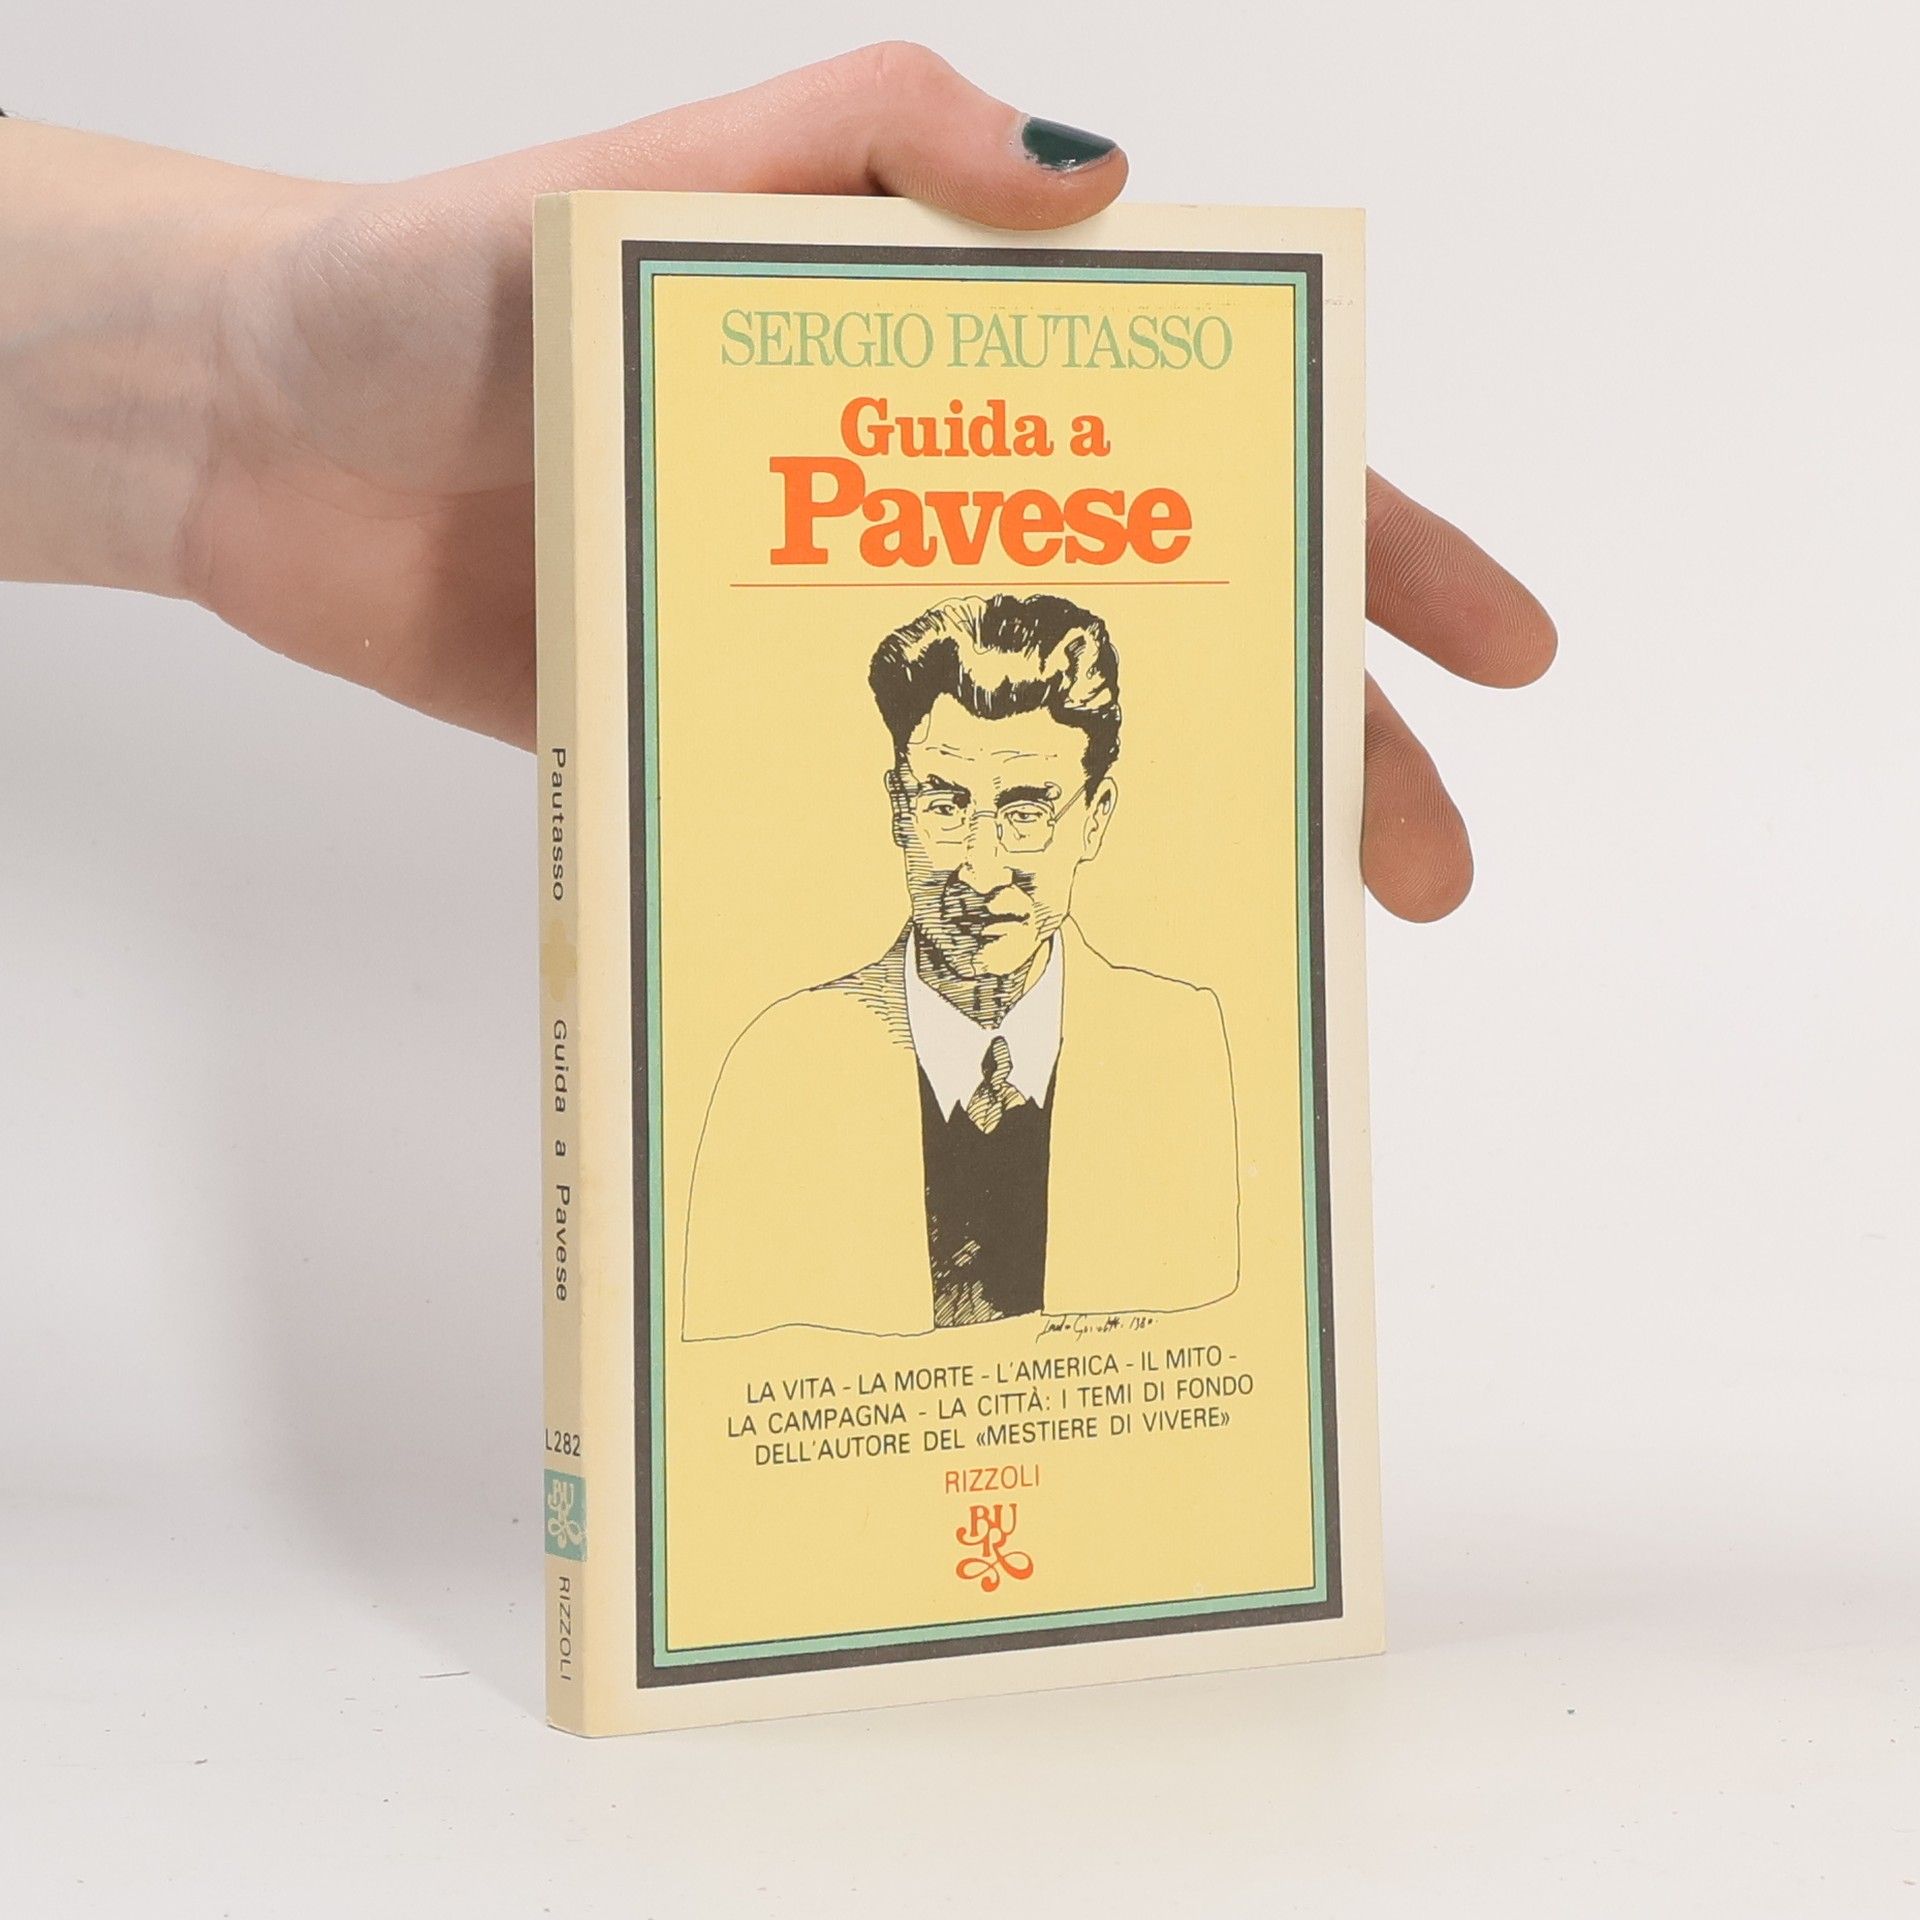 SERGIO PAUTASSO
Guida a
Pavese
1980.
LA VITA - LA MORTE - L'AMERICA - IL MITO -
LA CAMPAGNA - LA CITTÀ: I TEMI DI FONDO
DELL'AUTORE DEL «MESTIERE DI VIVERE»
RIZZOLI
BUR
Pautasso Guida a Pavese
L282
BUR
RIZZOLI